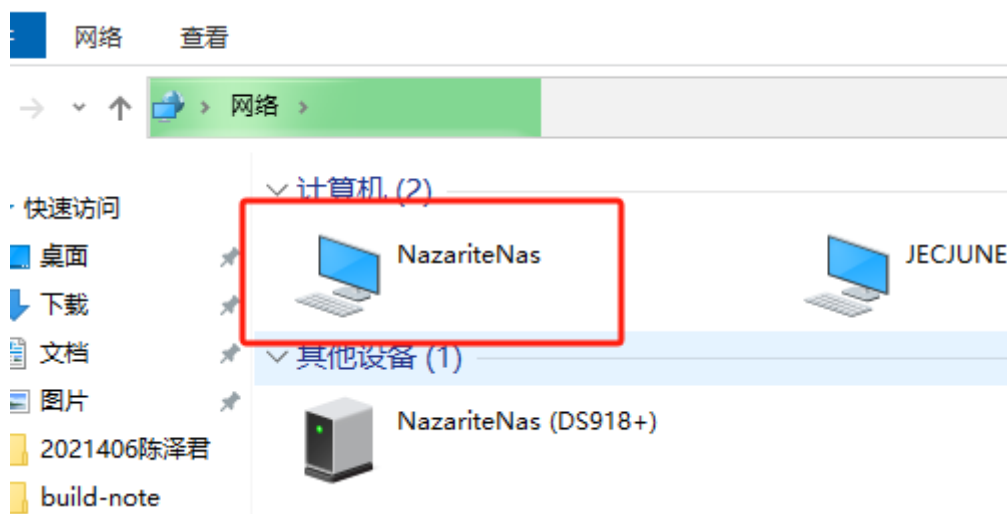 网络 查看
网络
计算机 (2)
快速访问
NazariteNas
JECJUNE
桌面
下载
文档
其他设备 (1)
图片
NazariteNas (DS918+)
2021406陈泽君
build-note